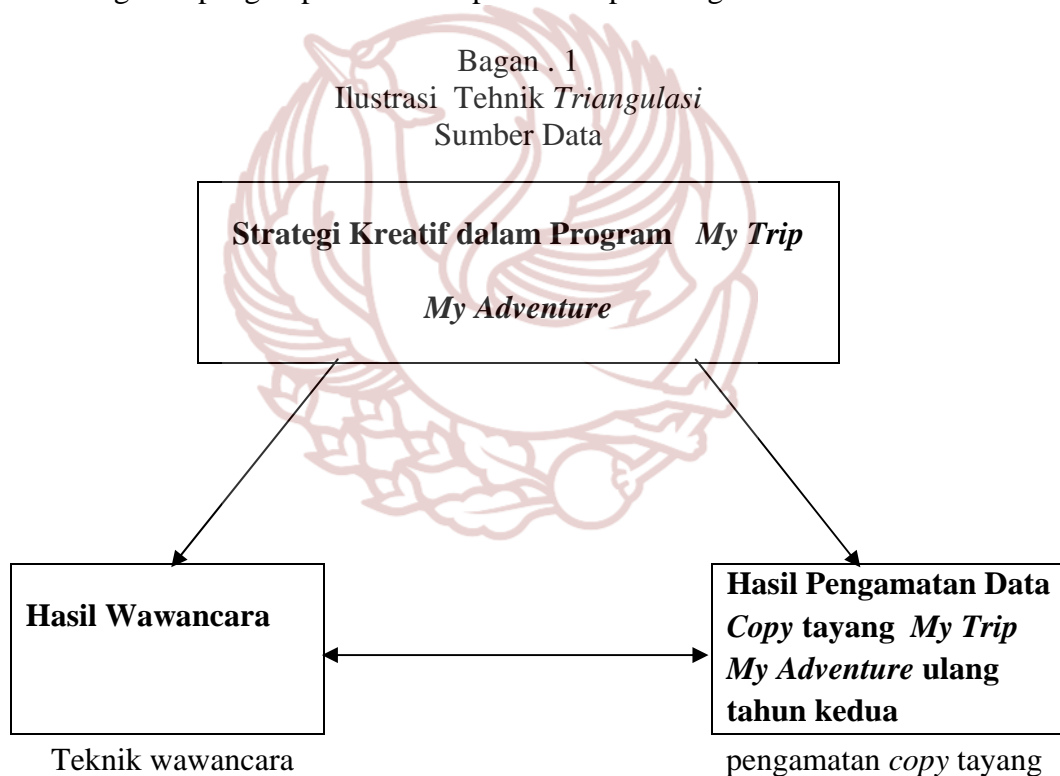 Bagan . 1
Ilustrasi Tehnik Triangulasi
Sumber Data
Strategi Kreatif dalam Program My Trip
My Adventure
Hasil Wawancara
Hasil Pengamatan Data
Copy tayang My Trip
My Adventure ulang
tahun kedua
Teknik wawancara
pengamatan copy tayang